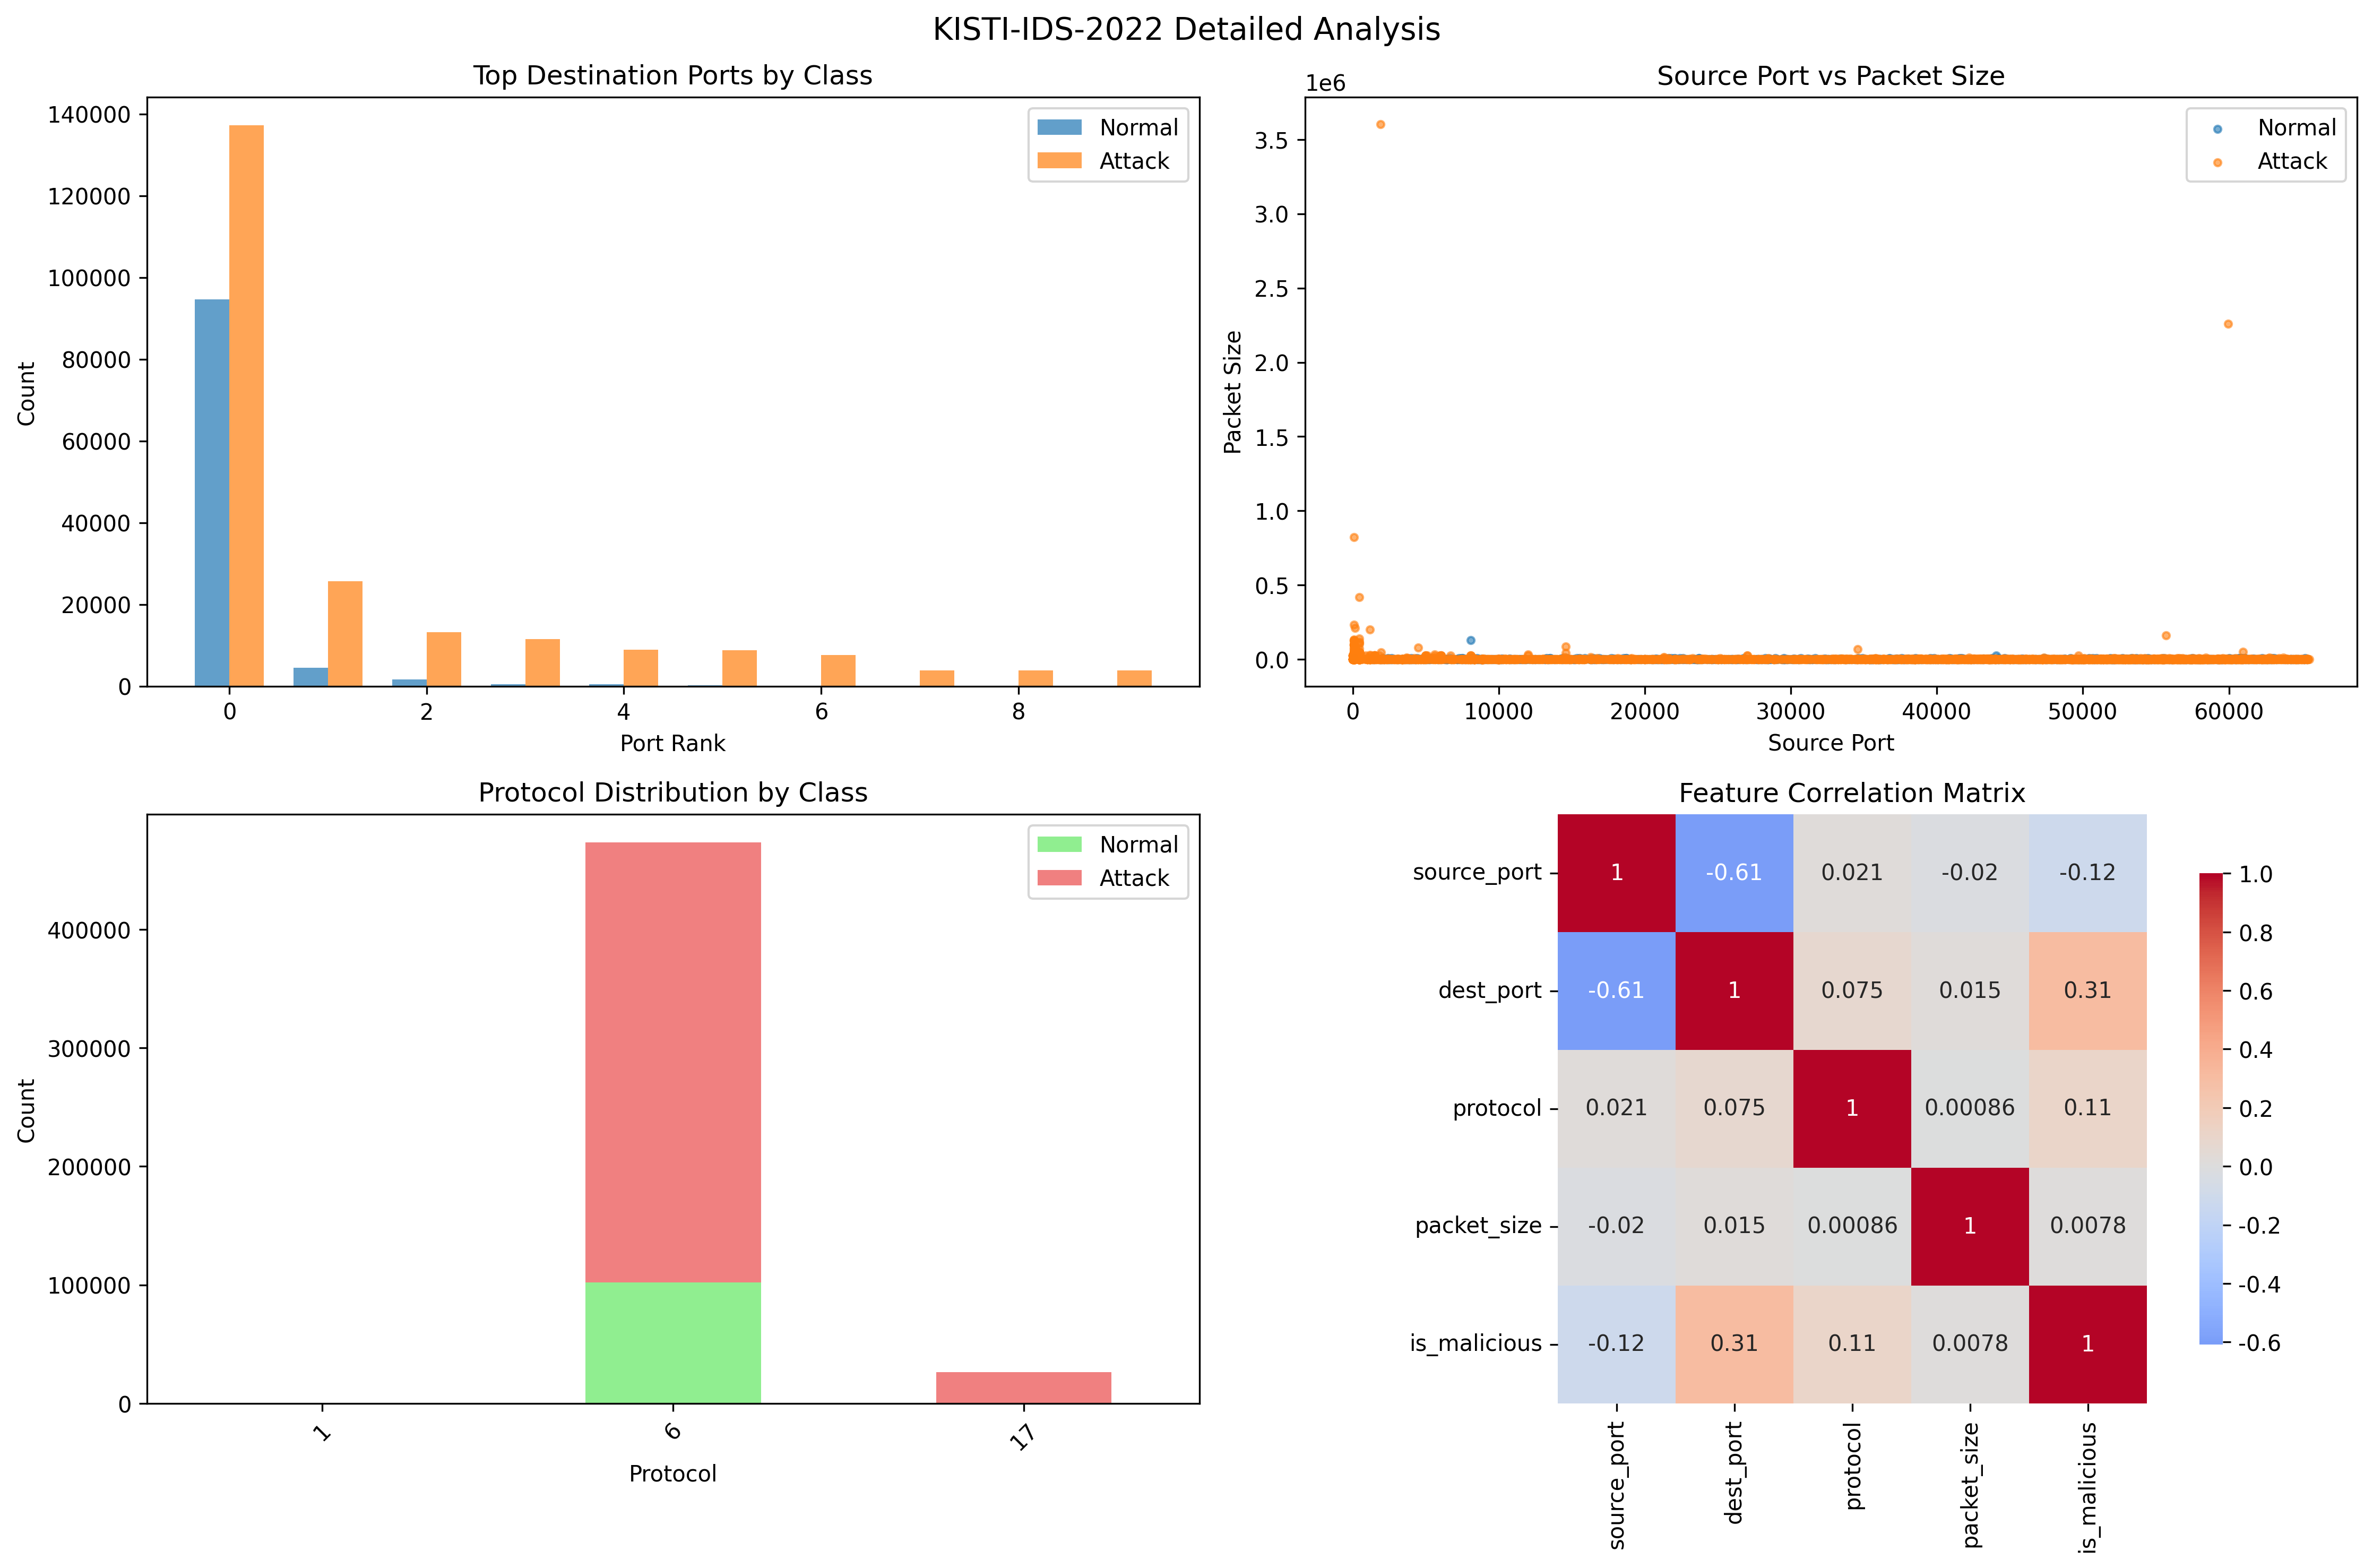 KISTI-IDS-2022 Detailed Analysis
Top Destination Ports by Class
140000
120000
100000
80000
60000
40000
20000
0
Count
0 2 4 6 8
Port Rank
Normal
Attack
Source Port vs Packet Size
1e6
3.5
3.0
2.5
2.0
1.5
1.0
0.5
0.0
Packet Size
0 10000 20000 30000 40000 50000 60000
Source Port
Normal
Attack
Protocol Distribution by Class
400000
300000
200000
100000
0
Count
1 6 17
Protocol
Normal
Attack
Feature Correlation Matrix
source_port 1 -0.61 0.021 -0.02 -0.12
dest_port -0.61 1 0.075 0.015 0.31
protocol 0.021 0.075 1 0.00086 0.11
packet_size -0.02 0.015 0.00086 1 0.0078
is_malicious -0.12 0.31 0.11 0.0078 1
source_port dest_port protocol packet_size is_malicious
1.0
0.8
0.6
0.4
0.2
0.0
-0.2
-0.4
-0.6